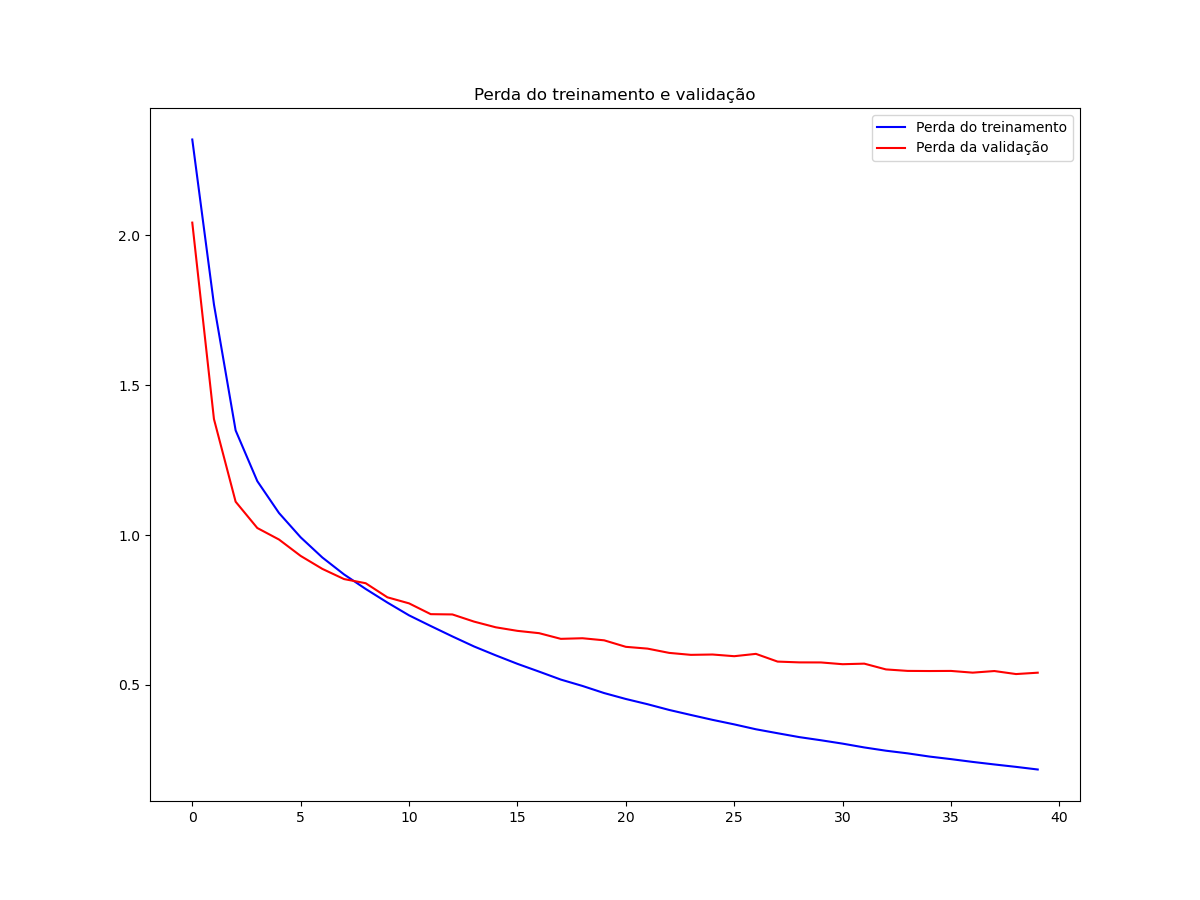 Perda do treinamento e validação
Perda do treinamento
Perda da validação
2.0
1.5
1.0
0.5
0 5 10 15 20 25 30 35 40